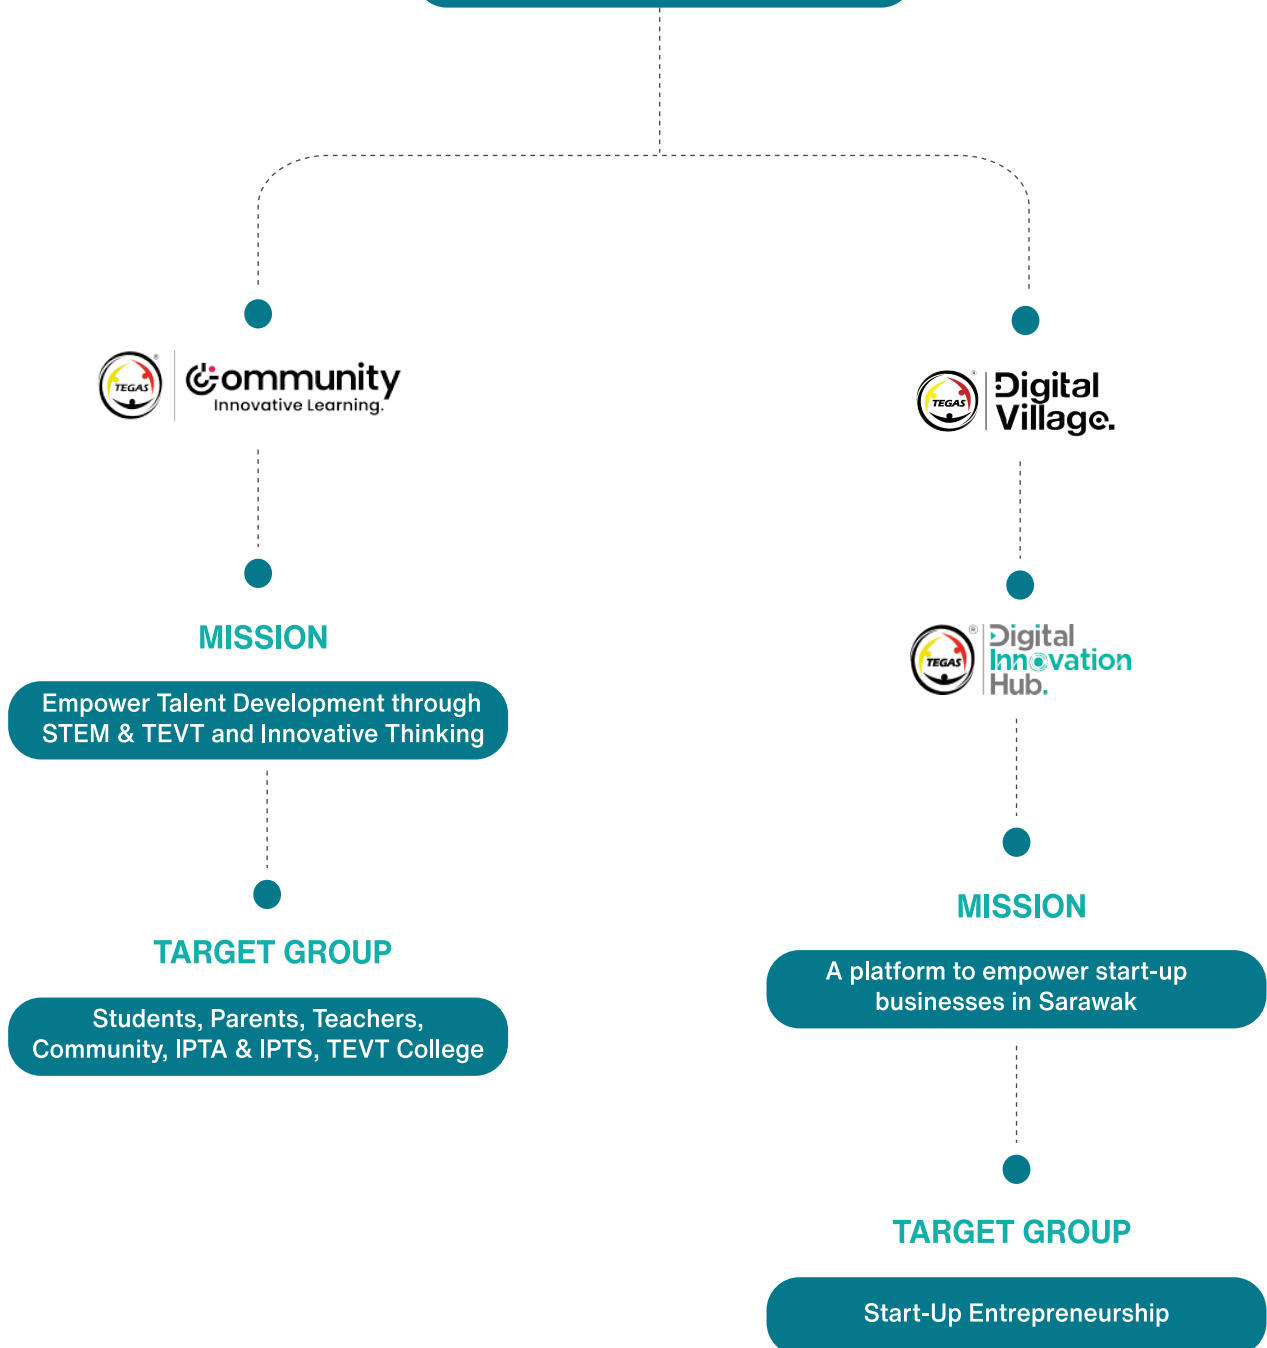 TEGAS
®
Community
Innovative Learning.
MISSION
Empower Talent Development through
STEM & TEVT and Innovative Thinking
TARGET GROUP
Students, Parents, Teachers,
Community, IPTA & IPTS, TEVT College
TEGAS
®
Digital
Village.
TEGAS
®
Digital
Innovation
Hub.
MISSION
A platform to empower start-up
businesses in Sarawak
TARGET GROUP
Start-Up Entrepreneurship